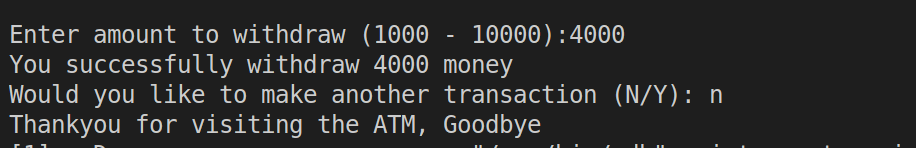 Enter amount to withdraw (1000 - 10000):4000
You successfully withdraw 4000 money
Would you like to make another transaction (N/Y): n
Thankyou for visiting the ATM, Goodbye